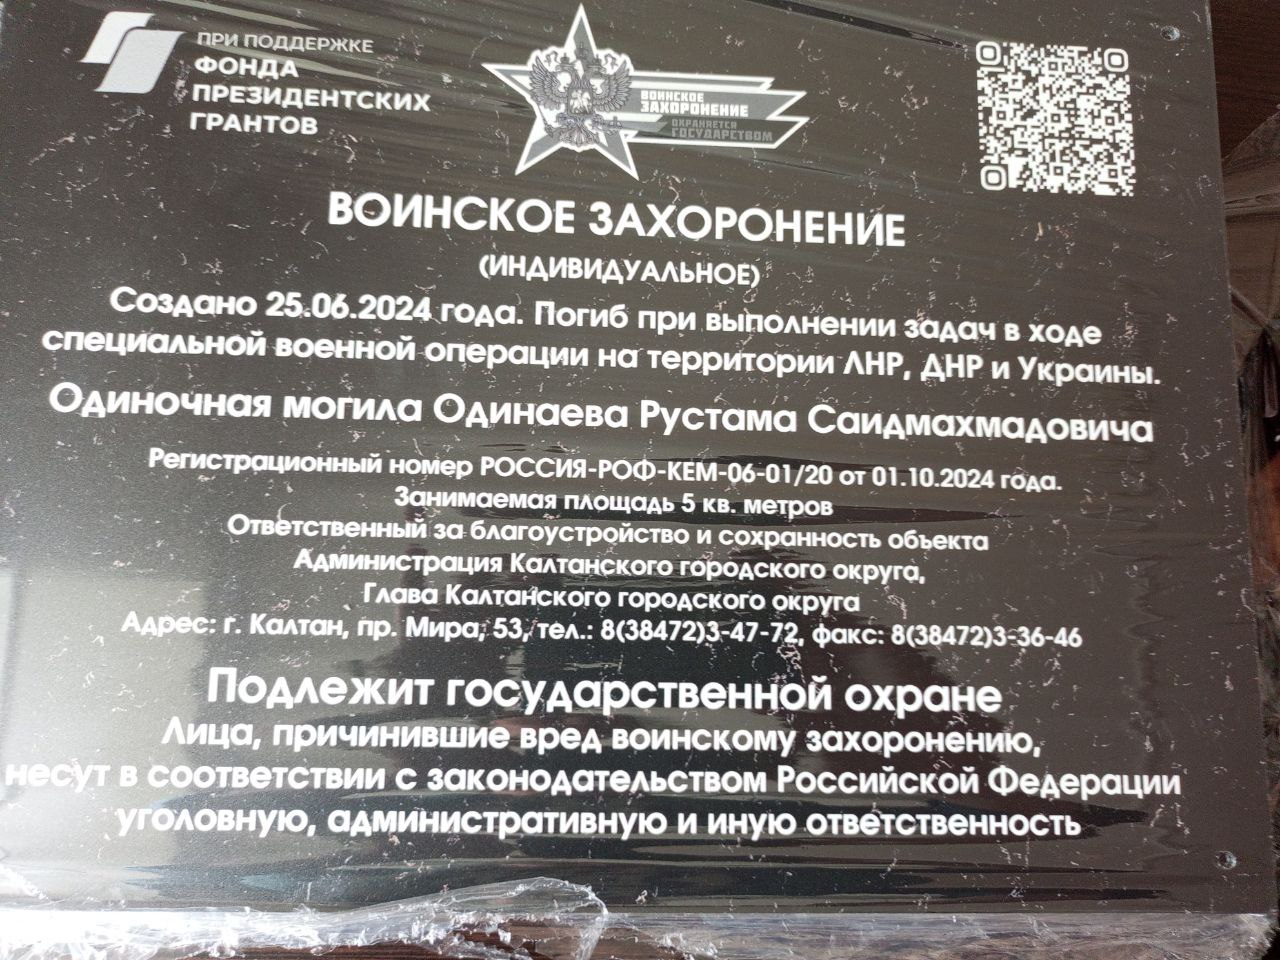 ПРИ ПОДДЕРЖКЕ
ФОНДА
ПРЕЗИДЕНТСКИХ
ГРАНТОВ
ВОИНСКОЕ
ЗАХОРОНЕНИЕ
ОХРАНЯЕТСЯ
ГОСУДАРСТВОМ
ВОИНСКОЕ ЗАХОРОНЕНИЕ
(ИНДИВИДУАЛЬНОЕ)
Создано 25.06.2024 года. Погиб при выполнении задач в ходе
специальной военной операции на территории ЛНР, ДНР и Украины.
Одиночная могила Одинаева Рустама Саидмахмадовича
Регистрационный номер РОССИЯ-РОФ-КЕМ-06-01/20 от 01.10.2024 года.
Занимаемая площадь 5 кв. метров
Ответственный за благоустройство и сохранность объекта
Администрация Калтанского городского округа,
Глава Калтанского городского округа
Адрес: г. Калтан, пр. Мира, 53, тел.: 8(38472)3-47-72, факс: 8(38472)3-36-46
Подлежит государственной охране
Лица, причинившие вред воинскому захоронению,
несут в соответствии с законодательством Российской Федерации
уголовную, административную и иную ответственность